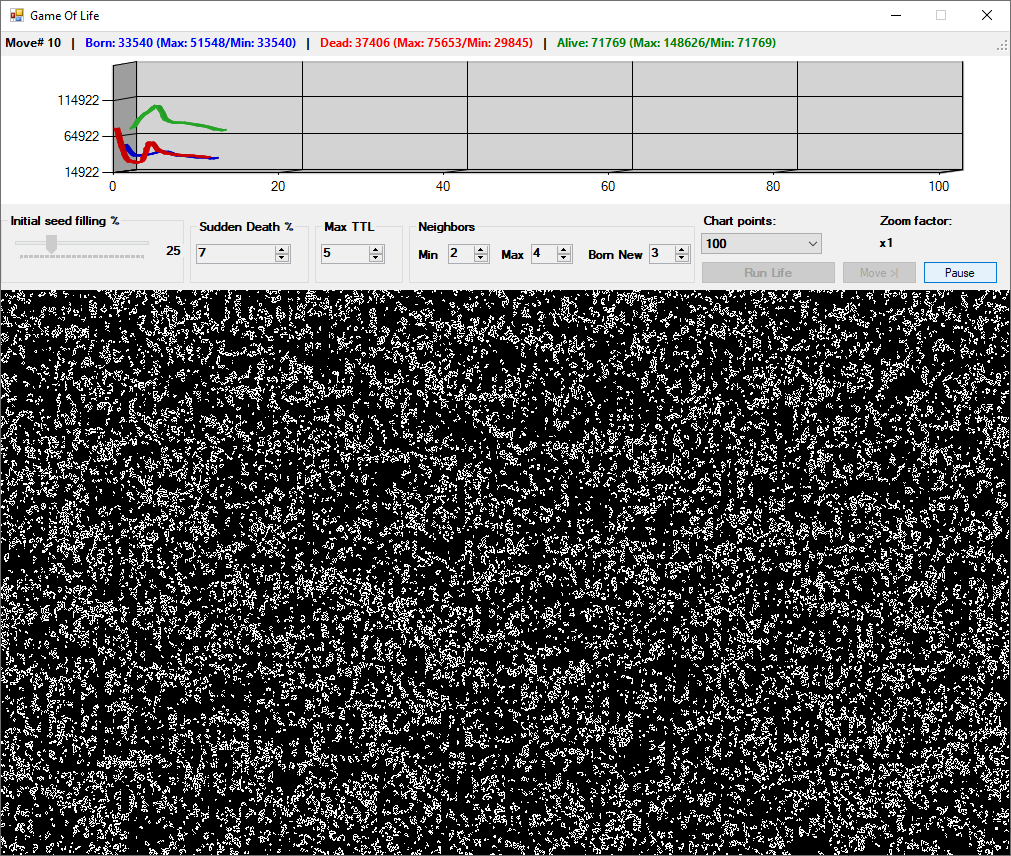 Game Of Life
Move# 10 | Born: 33540 (Max: 51548/Min: 33540) | Dead: 37406 (Max: 75653/Min: 29845) | Alive: 71769 (Max: 148626/Min: 71769)
114922
64922
14922
0 20 40 60 80 100
Initial seed filling % Sudden Death % Max TTL Neighbors Chart points: Zoom factor:
25 7 5 Min 2 Max 4 Born New 3 100 x1
Run Life Move >| Pause